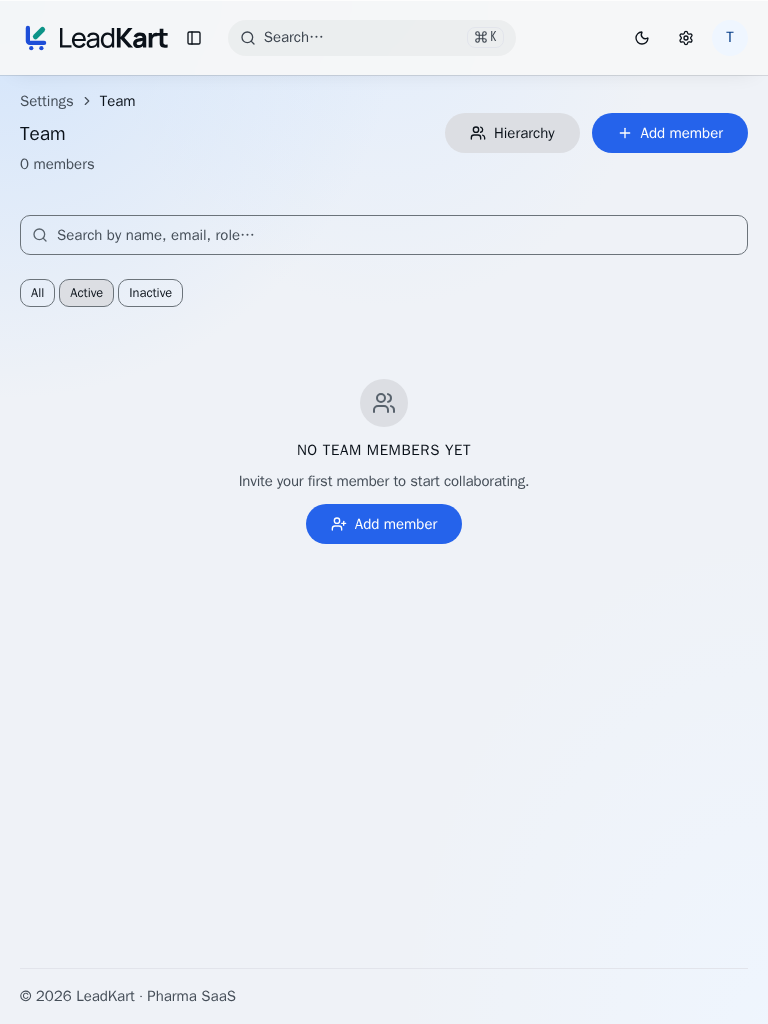 LeadKart
Search…
⌘K
T
Settings > Team
Team
0 members
Hierarchy
Add member
Search by name, email, role…
All
Active
Inactive
NO TEAM MEMBERS YET
Invite your first member to start collaborating.
Add member
© 2026 LeadKart · Pharma SaaS